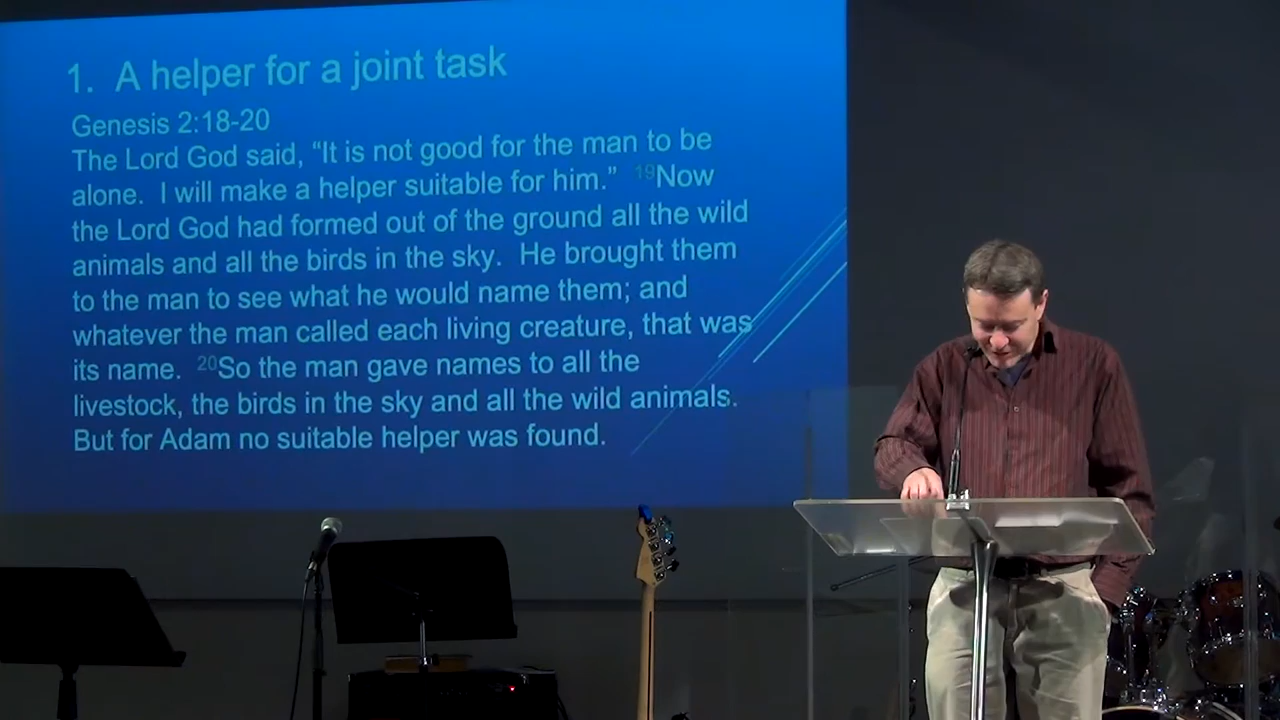 1. A helper for a joint task
Genesis 2:18-20
The Lord God said, “It is not good for the man to be
alone. I will make a helper suitable for him.” 19Now
the Lord God had formed out of the ground all the wild
animals and all the birds in the sky. He brought them
to the man to see what he would name them; and
whatever the man called each living creature, that was
its name. 20So the man gave names to all the
livestock, the birds in the sky and all the wild animals.
But for Adam no suitable helper was found.